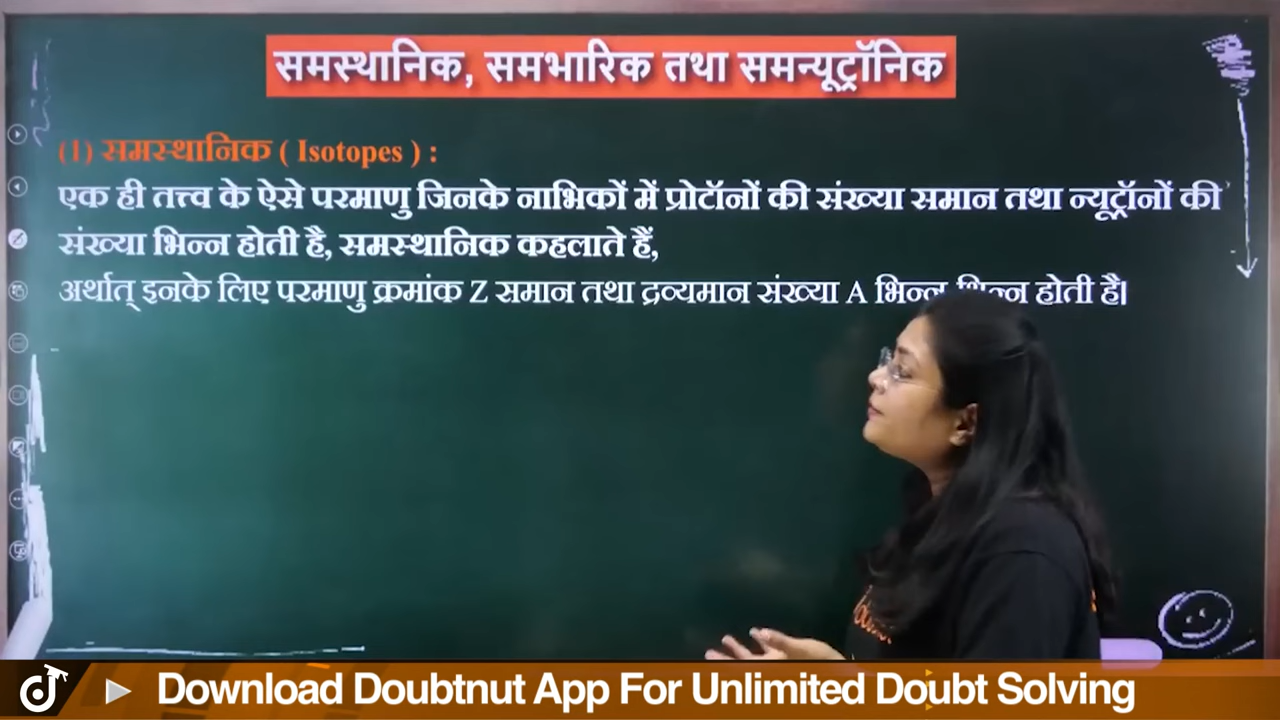 समस्थानिक, समभारिक तथा समन्यूट्रॉनिक
(1) समस्थानिक ( Isotopes ) :
एक ही तत्त्व के ऐसे परमाणु जिनके नाभिकों में प्रोटॉनों की संख्या समान तथा न्यूट्रॉनों की
संख्या भिन्न होती है, समस्थानिक कहलाते हैं,
अर्थात् इनके लिए परमाणु क्रमांक Z समान तथा द्रव्यमान संख्या A भिन्न भिन्न होती है।
Download Doubtnut App For Unlimited Doubt Solving